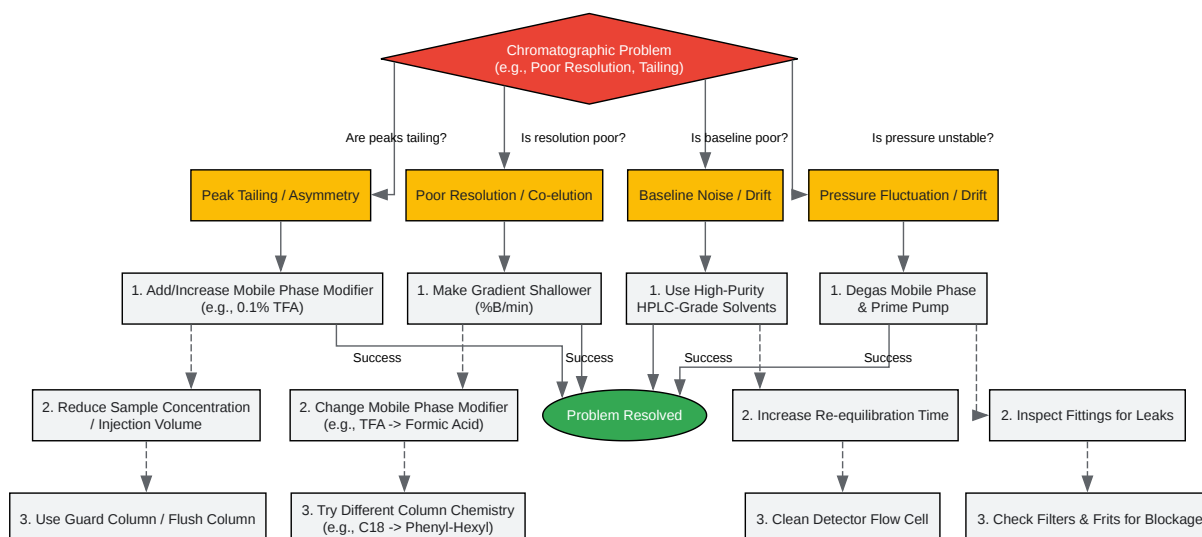 Chromatographic Problem
(e.g., Poor Resolution, Tailing)
Are peaks tailing?
Is resolution poor?
Is baseline poor?
Is pressure unstable?
Peak Tailing / Asymmetry
Poor Resolution / Co-elution
Baseline Noise / Drift
Pressure Fluctuation / Drift
1. Add/Increase Mobile Phase Modifier
(e.g., 0.1% TFA)
1. Make Gradient Shallower
(%B/min)
1. Use High-Purity
HPLC-Grade Solvents
1. Degas Mobile Phase
& Prime Pump
Success
Success
Success
Success
2. Reduce Sample Concentration
/ Injection Volume
2. Change Mobile Phase Modifier
(e.g., TFA -> Formic Acid)
Problem Resolved
2. Increase Re-equilibration Time
2. Inspect Fittings for Leaks
3. Use Guard Column / Flush Column
3. Try Different Column Chemistry
(e.g., C18 -> Phenyl-Hexyl)
3. Clean Detector Flow Cell
3. Check Filters & Frits for Blockage